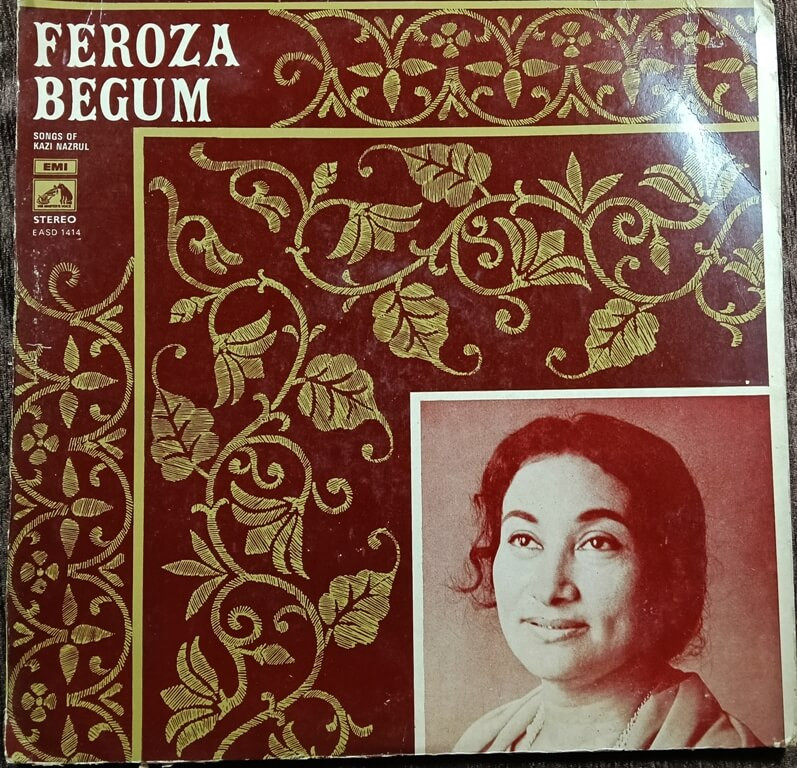 FEROZA
BEGUM
SONGS OF
KAZI NAZRUL
EMI
STEREO
EASD 1414